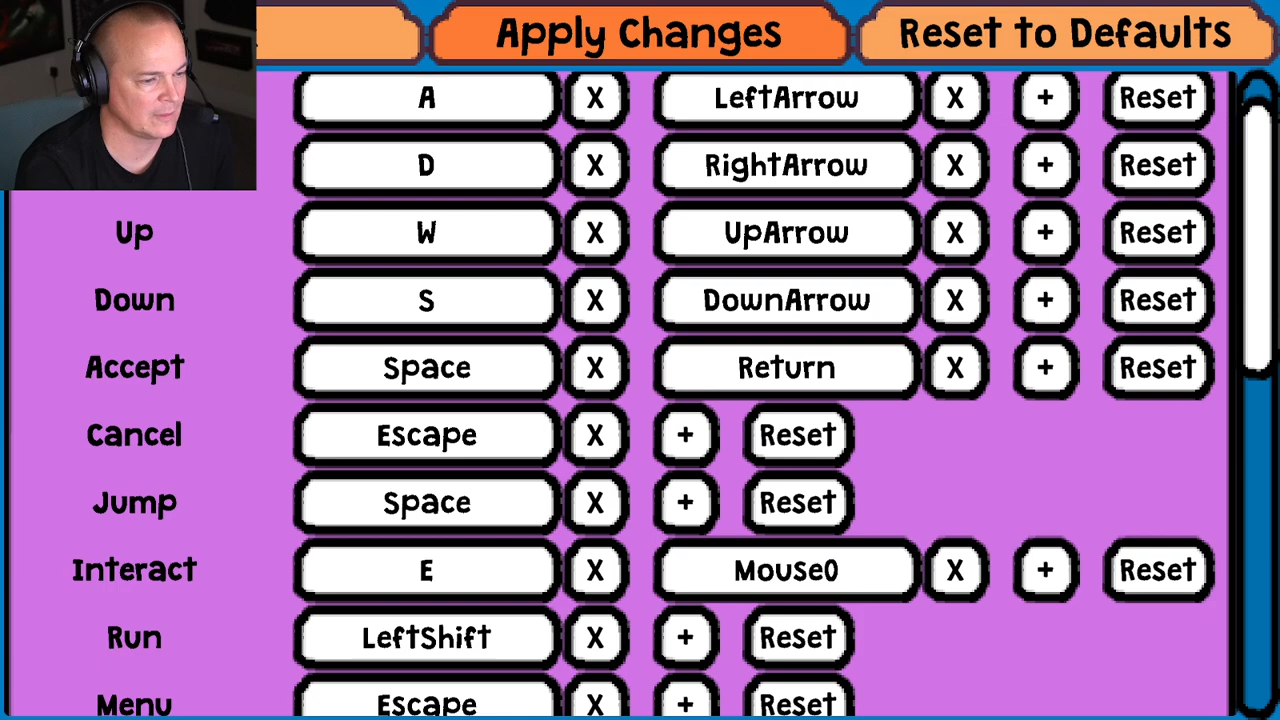 Apply Changes Reset to Defaults
A X LeftArrow X + Reset
D X RightArrow X + Reset
Up W X UpArrow X + Reset
Down S X DownArrow X + Reset
Accept Space X Return X + Reset
Cancel Escape X + Reset
Jump Space X + Reset
Interact E X Mouse0 X + Reset
Run LeftShift X + Reset
Menu Escape X + Reset